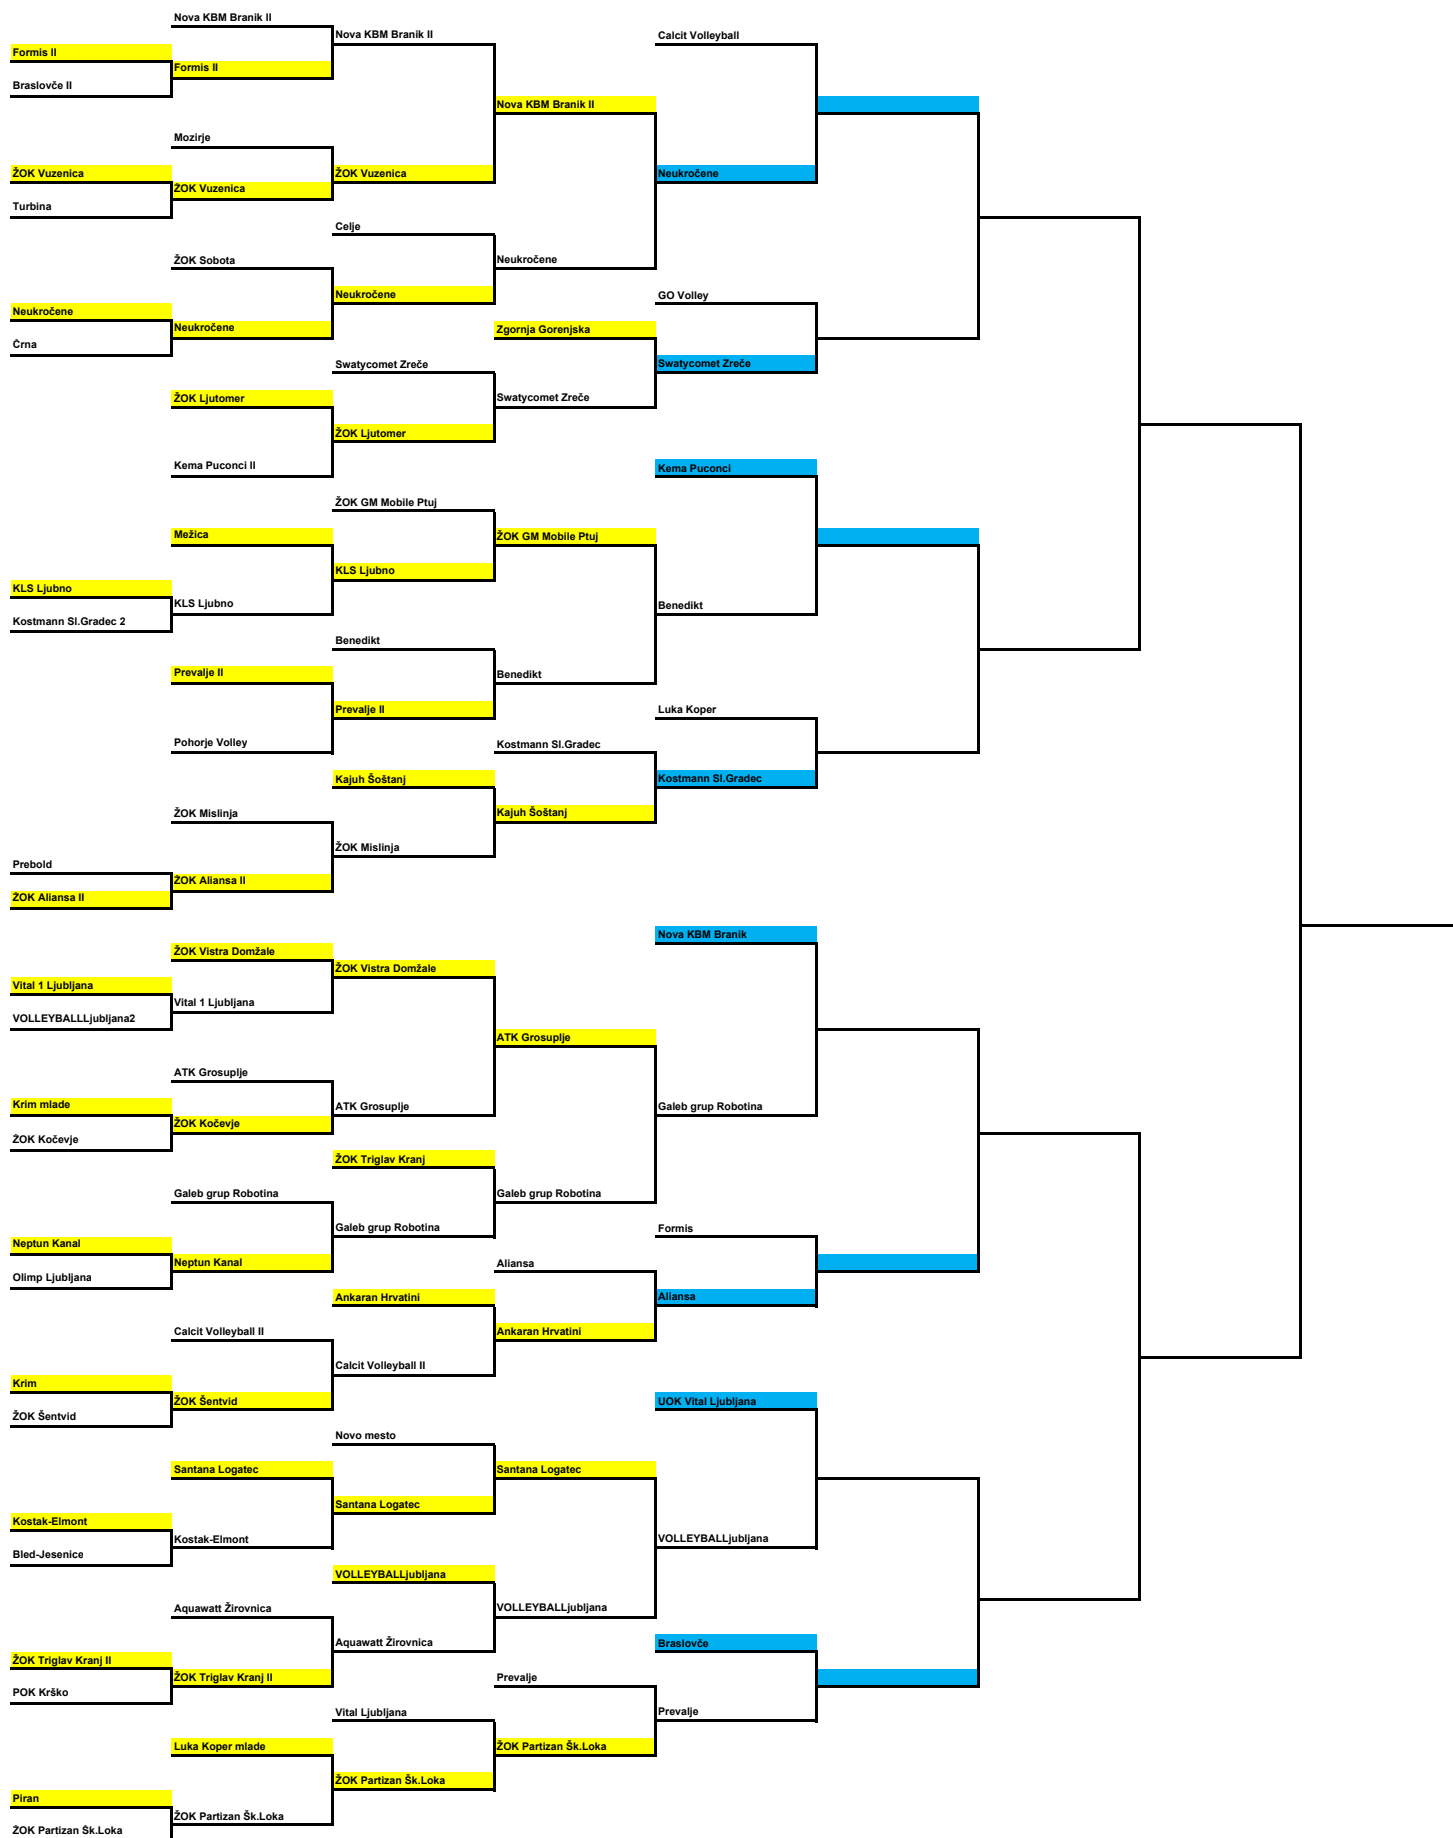 Nova KBM Branik II
Nova KBM Branik II
Calcit Volleyball
Formis II
Formis II
Braslovče II
Nova KBM Branik II
Mozirje
ŽOK Vuzenica
ŽOK Vuzenica
Neukročene
ŽOK Vuzenica
Turbina
Celje
ŽOK Sobota
Neukročene
Neukročene
GO Volley
Neukročene
Neukročene
Zgornja Gorenjska
Črna
Swatycomet Zreče
Swatycomet Zreče
ŽOK Ljutomer
Swatycomet Zreče
ŽOK Ljutomer
Kema Puconci II
Kema Puconci
ŽOK GM Mobile Ptuj
Mežica
ŽOK GM Mobile Ptuj
KLS Ljubno
KLS Ljubno
KLS Ljubno
Benedikt
Kostmann Sl.Gradec 2
Benedikt
Prevalje II
Benedikt
Prevalje II
Luka Koper
Pohorje Volley
Kostmann Sl.Gradec
Kajuh Šoštanj
Kostmann Sl.Gradec
ŽOK Mislinja
Kajuh Šoštanj
ŽOK Mislinja
Prebold
ŽOK Aliansa II
ŽOK Aliansa II
Nova KBM Branik
ŽOK Vistra Domžale
ŽOK Vistra Domžale
Vital 1 Ljubljana
Vital 1 Ljubljana
VOLLEYBALLLjubljana2
ATK Grosuplje
ATK Grosuplje
Krim mlade
ATK Grosuplje
Galeb grup Robotina
ŽOK Kočevje
ŽOK Kočevje
ŽOK Triglav Kranj
Galeb grup Robotina
Galeb grup Robotina
Galeb grup Robotina
Formis
Neptun Kanal
Neptun Kanal
Aliansa
Olimp Ljubljana
Ankaran Hrvatini
Aliansa
Calcit Volleyball II
Ankaran Hrvatini
Calcit Volleyball II
Krim
ŽOK Šentvid
UOK Vital Ljubljana
ŽOK Šentvid
Novo mesto
Santana Logatec
Santana Logatec
Santana Logatec
Kostak-Elmont
Kostak-Elmont
VOLLEYBALLjubljana
Bled-Jesenice
VOLLEYBALLjubljana
Aquawatt Žirovnica
VOLLEYBALLjubljana
Aquawatt Žirovnica
Braslovče
ŽOK Triglav Kranj II
ŽOK Triglav Kranj II
Prevalje
POK Krško
Vital Ljubljana
Prevalje
Luka Koper mlade
ŽOK Partizan Šk.Loka
ŽOK Partizan Šk.Loka
Piran
ŽOK Partizan Šk.Loka
ŽOK Partizan Šk.Loka